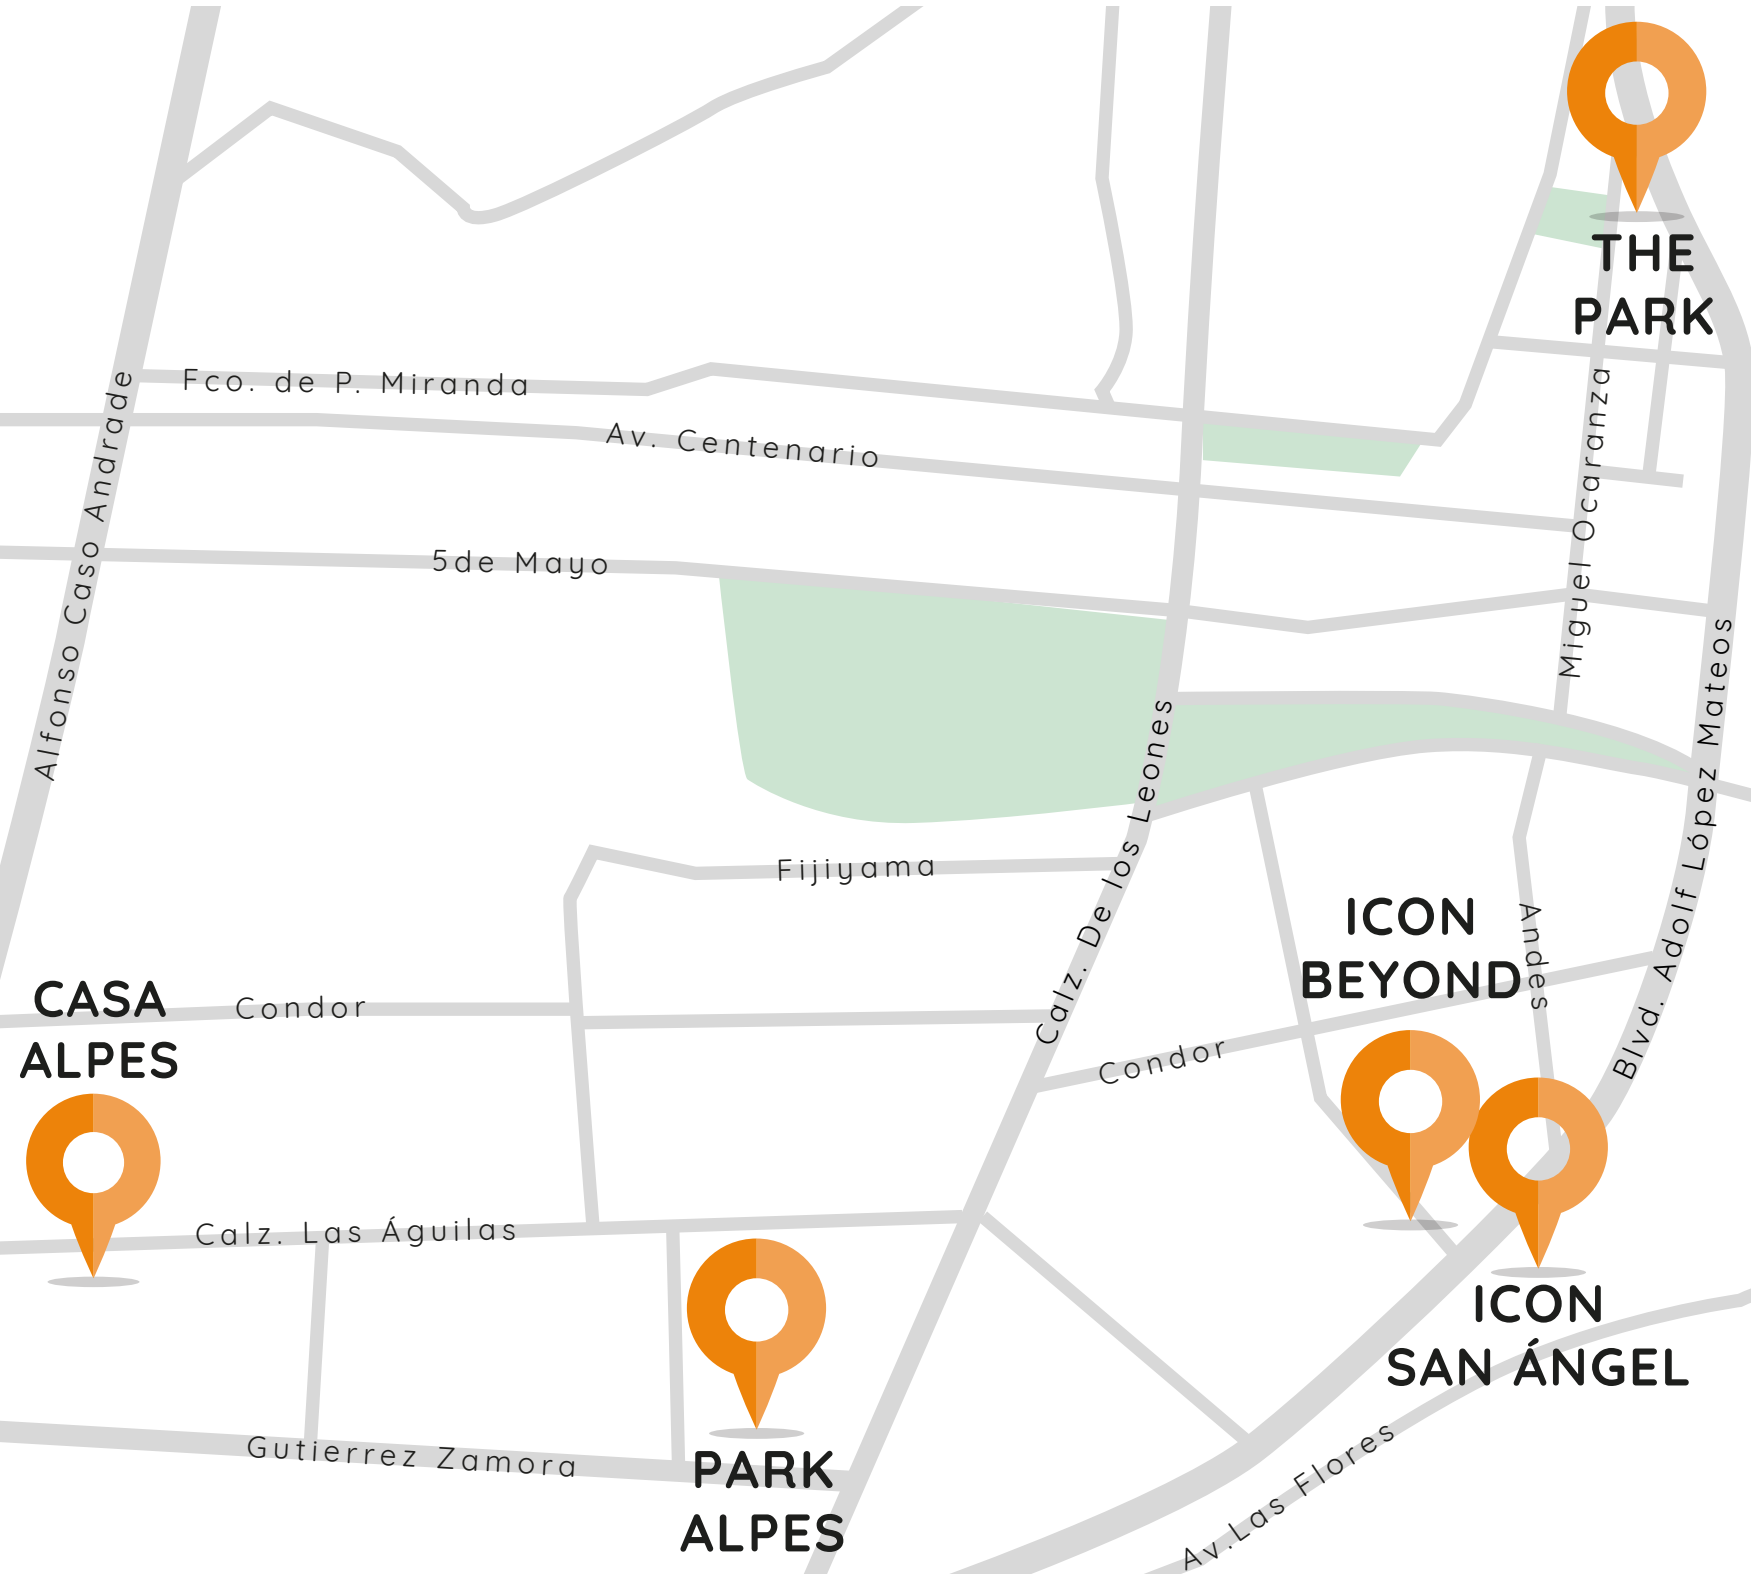 THE
PARK
Fco. de P. Miranda
Av. Centenario
Alfonso Caso Andrade
5de Mayo
Miguel Ocaranza
Blvd. Adolf López Mateos
Calz. De los Leones
Fijiyama
ICON
BEYOND
Andes
CASA
ALPES
Condor
Condor
Calz. Las Águilas
ICON
SAN ÁNGEL
Gutierrez Zamora
PARK
ALPES
Av.Las Flores